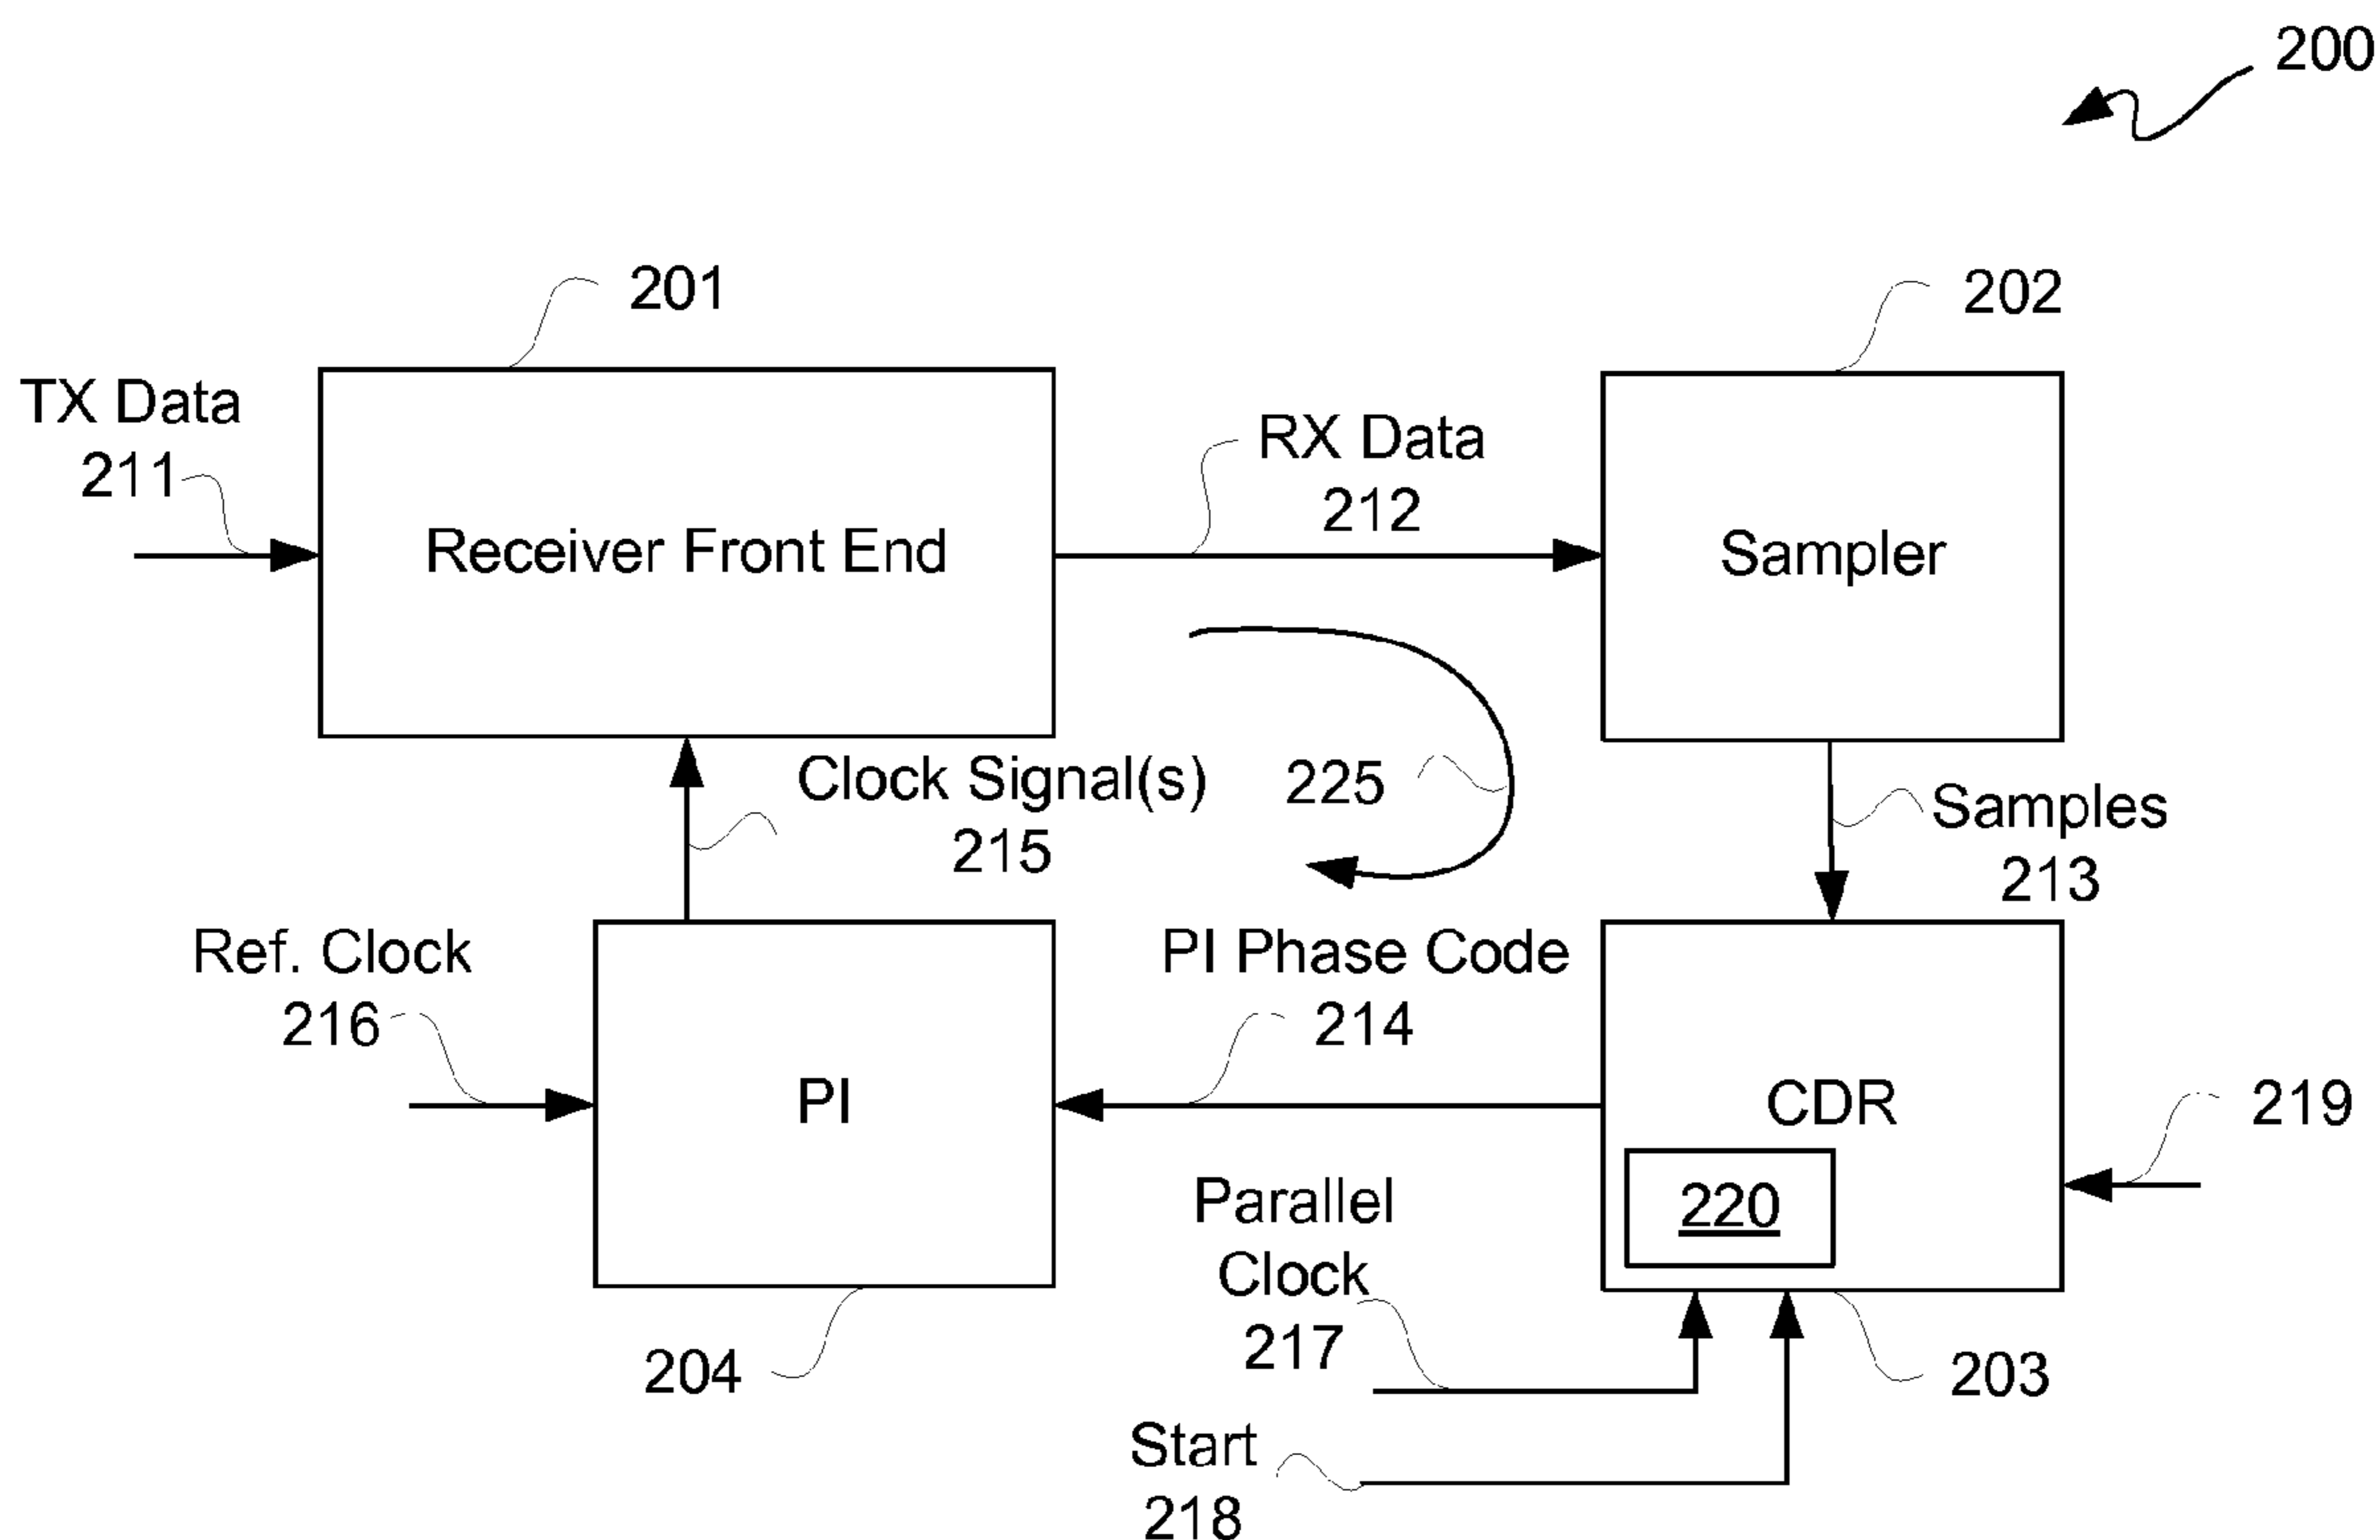 200
201
202
TX Data
211
RX Data
212
Receiver Front End
Sampler
Clock Signal(s)
215
225
Samples
213
Ref. Clock
216
PI Phase Code
214
PI
CDR
219
220
Parallel
Clock
217
204
203
Start
218